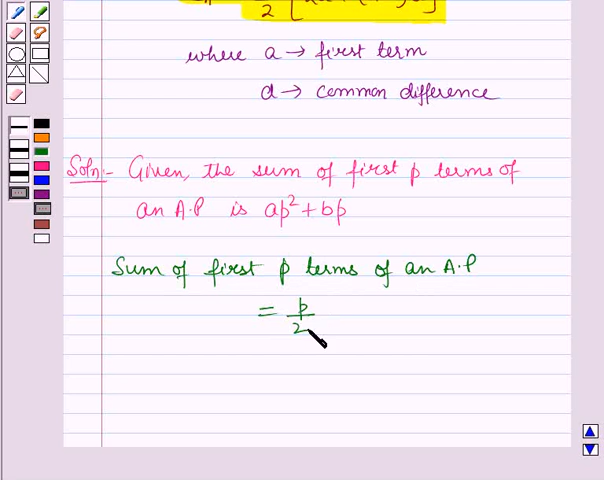 2
where a → first term
d → common difference
Soln:- Given, the sum of first p terms of
an A.P is ap²+bp
Sum of first p terms of an A.P
= p/2